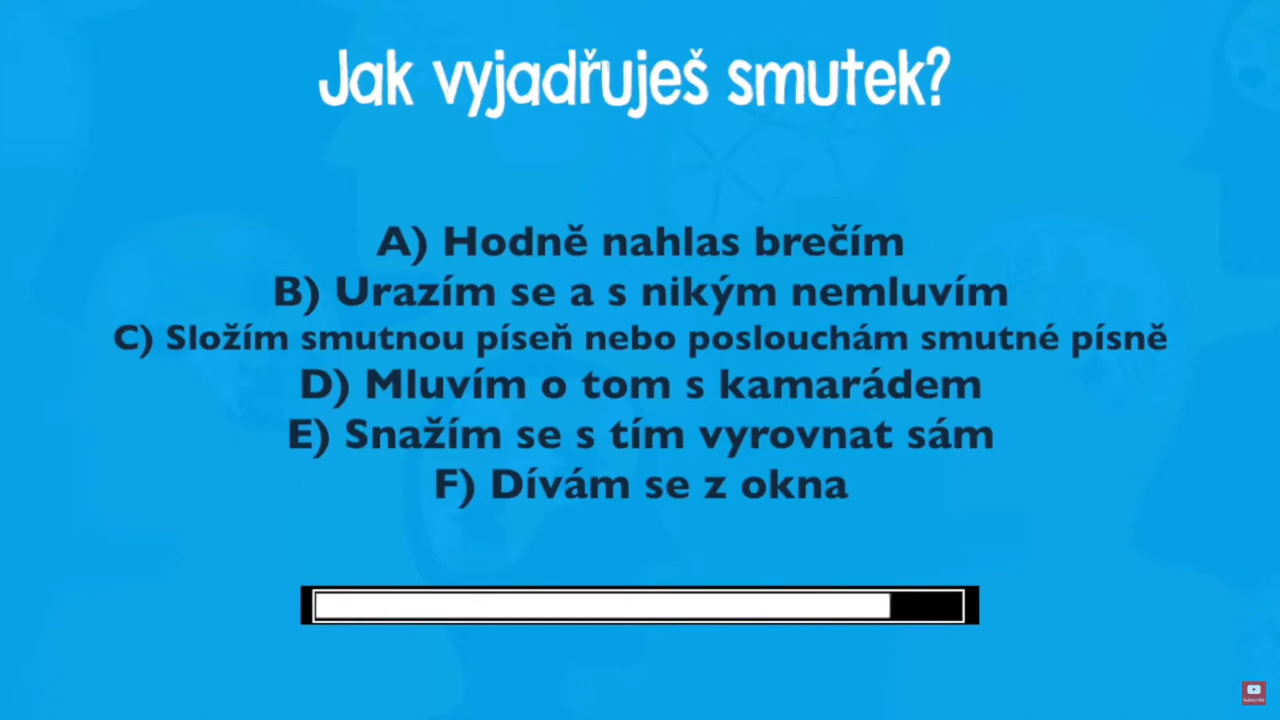 Jak vyjadřuješ smutek?
A) Hodně nahlas brečím
B) Urazím se a s nikým nemluvím
C) Složím smutnou píseň nebo poslouchám smutné písně
D) Mluvím o tom s kamarádem
E) Snažím se s tím vyrovnat sám
F) Dívám se z okna
Subscribe